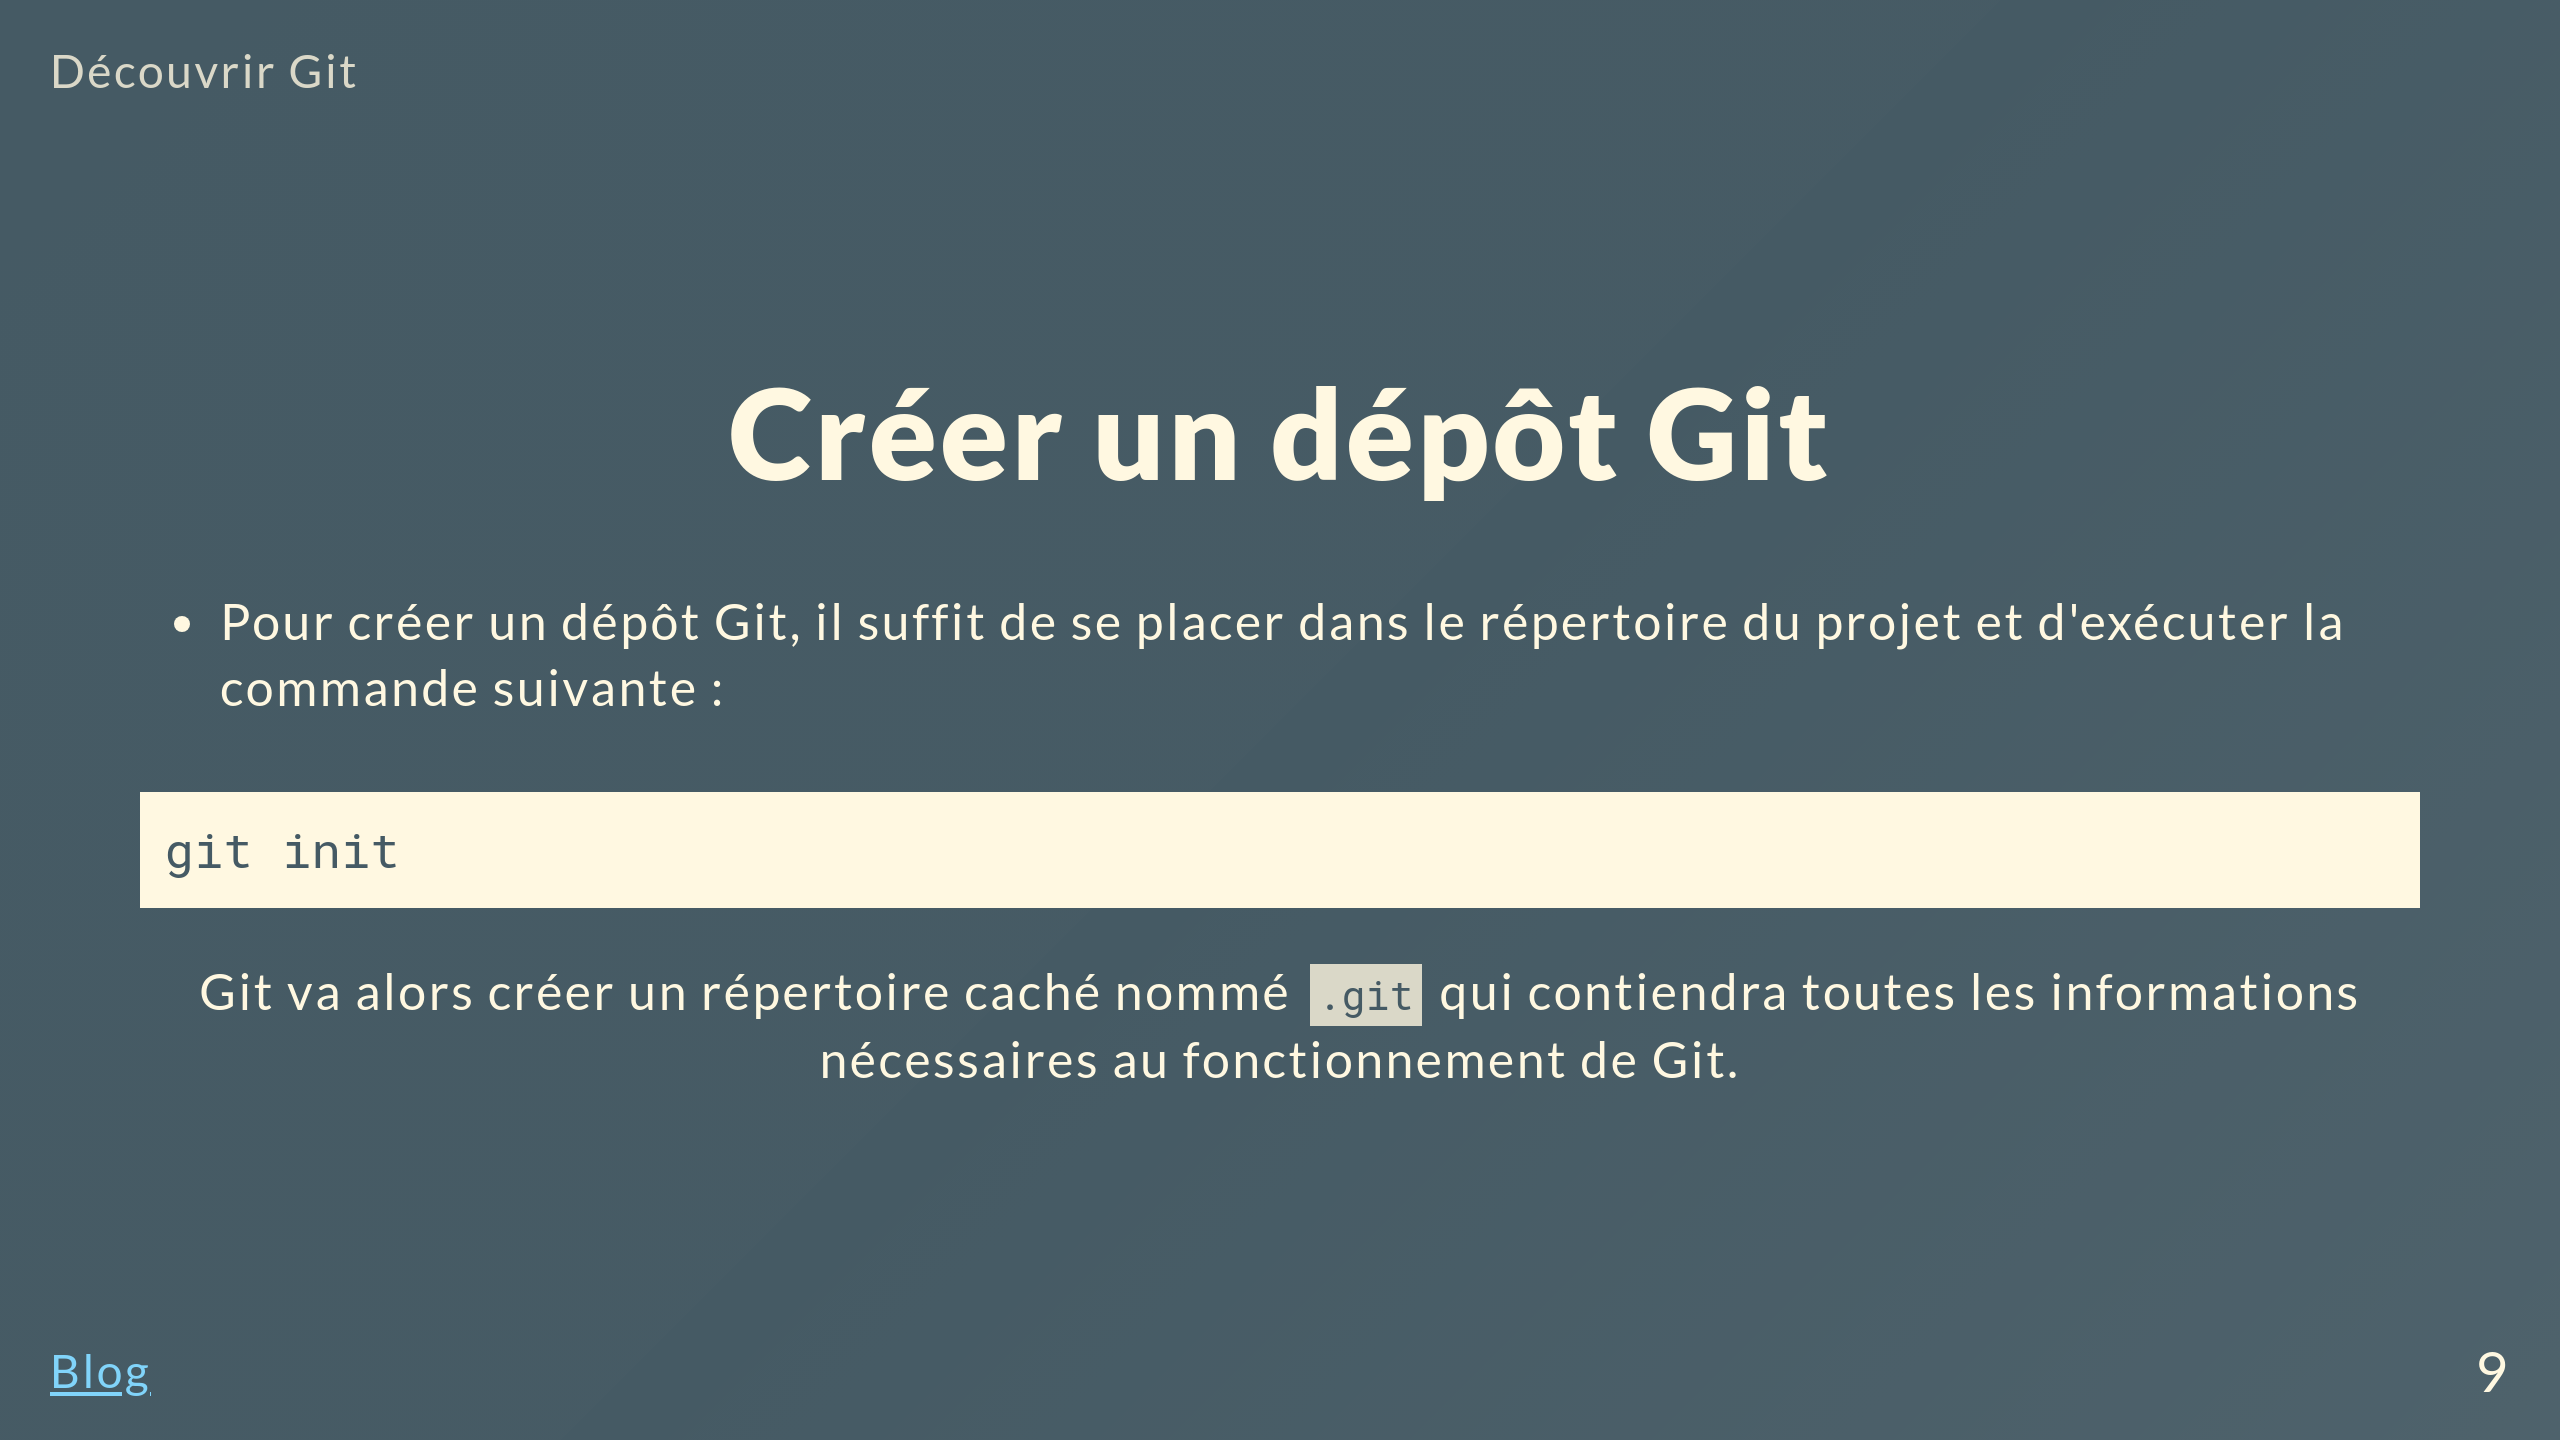 Découvrir Git
Créer un dépôt Git
• Pour créer un dépôt Git, il suffit de se placer dans le répertoire du projet et d'exécuter la
commande suivante :
git init
Git va alors créer un répertoire caché nommé .git qui contiendra toutes les informations
nécessaires au fonctionnement de Git.
Blog
9